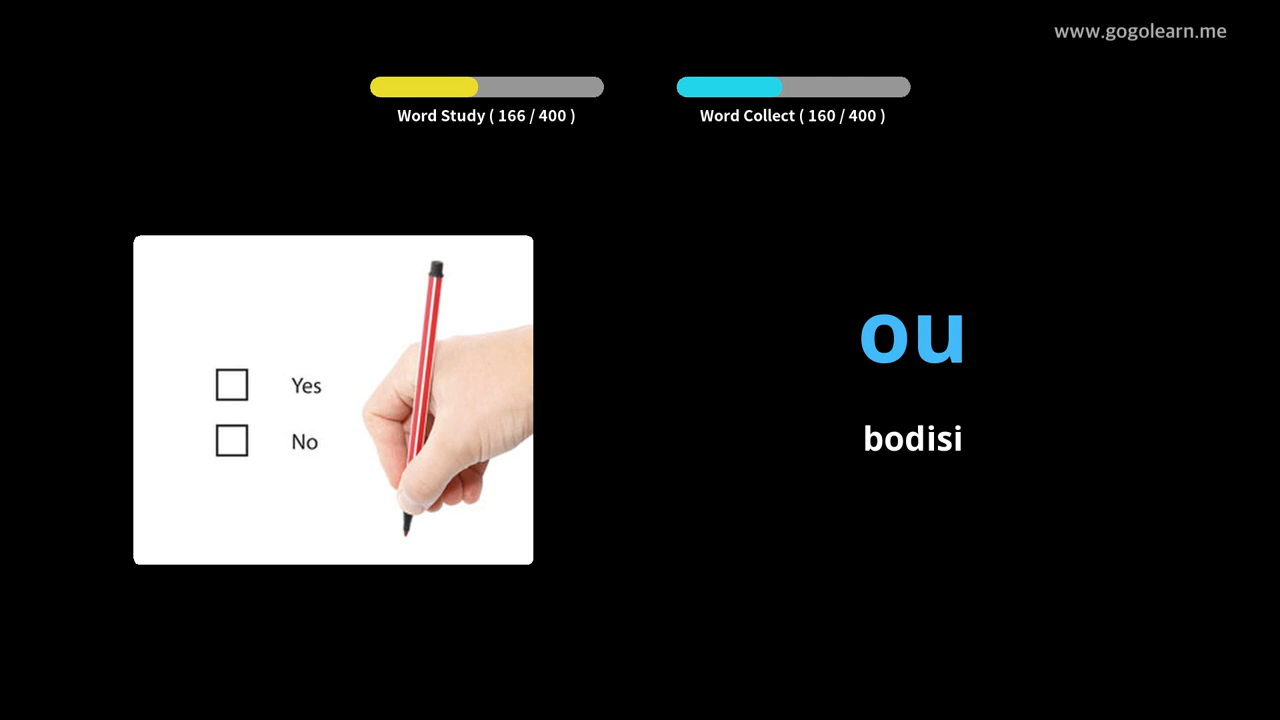 www.gogolearn.me
Word Study ( 166 / 400 )
Word Collect ( 160 / 400 )
Yes
No
ou
bodisi